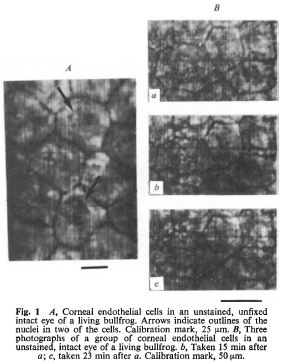 A
B
a
b
c
Fig. 1 A, Corneal endothelial cells in an unstained, unfixed
intact eye of a living bullfrog. Arrows indicate outlines of the
nuclei in two of the cells. Calibration mark, 25 μm. B, Three
photographs of a group of corneal endothelial cells in an
unstained, intact eye of a living bullfrog. b, Taken 15 min after
a; c, taken 23 min after a. Calibration mark, 50 μm.